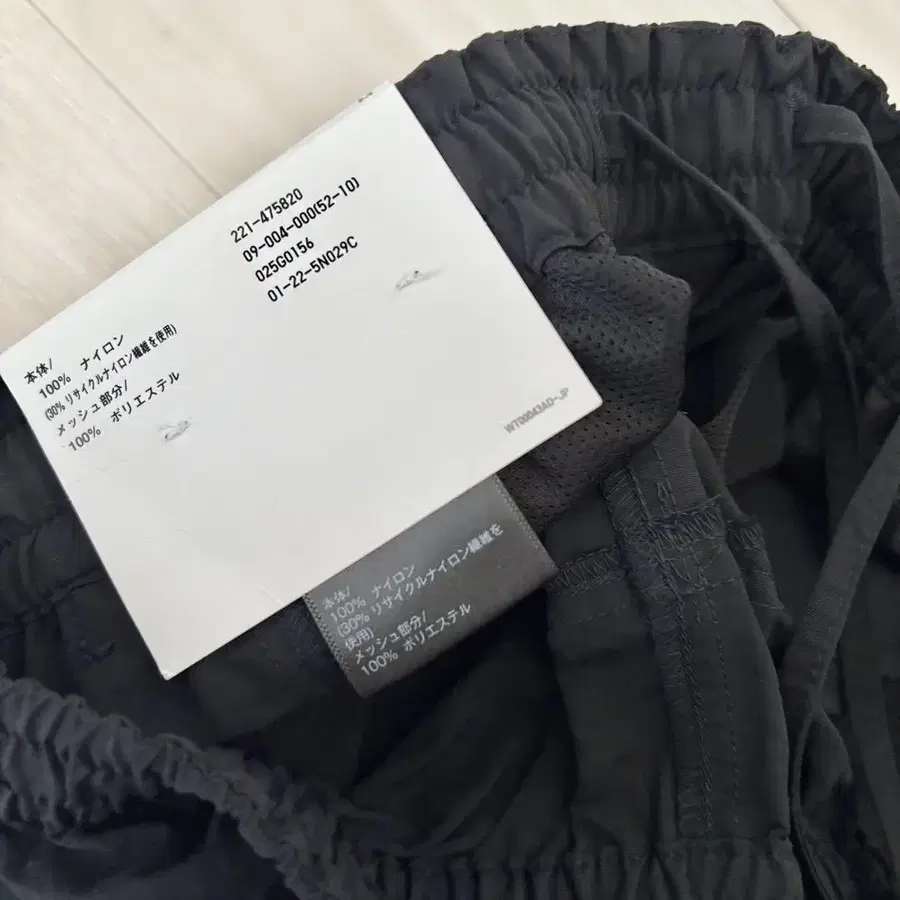 221-475820
09-004-000(52-10)
025G0156
01-22-5N029C
本体/
100% ナイロン
(30% リサイクルナイロン繊維を使用)
メッシュ部分/
100% ポリエステル
WT00043AD-JP
本体/
100% ナイロン
(30% リサイクルナイロン繊維を
使用)
メッシュ部分/
100% ポリエステル